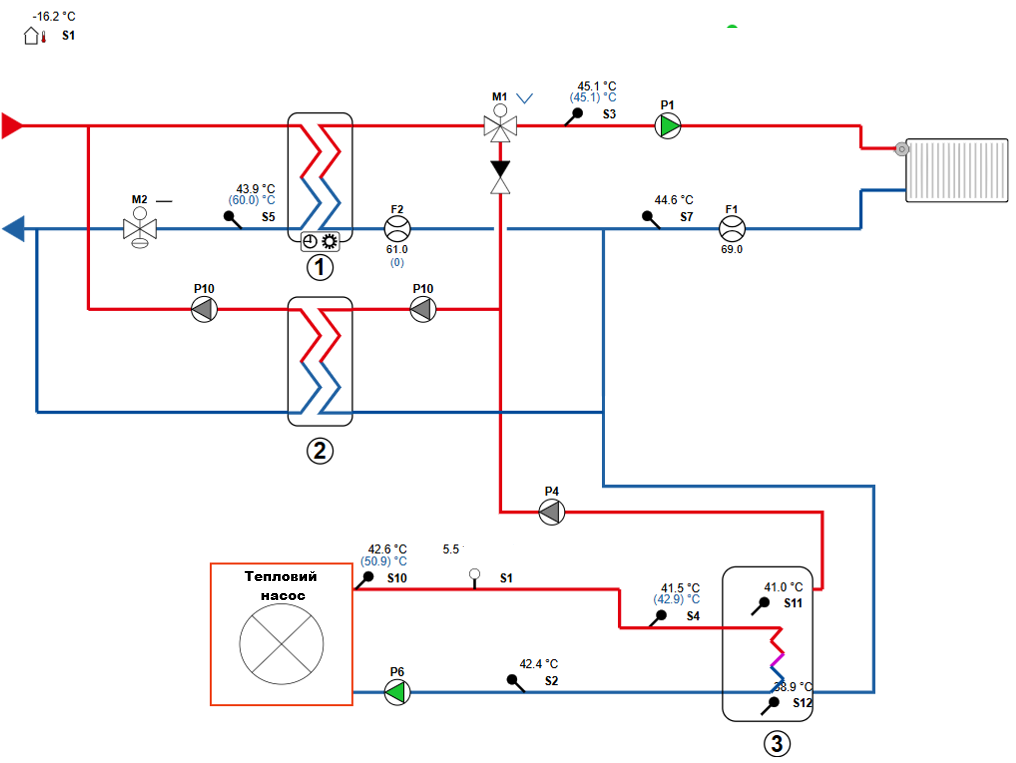 -16.2 °C
S1
45.1 °C
(45.1) °C
S3
M1
P1
43.9 °C
(60.0) °C
S5
M2
F2
61.0
(0)
44.6 °C
S7
F1
69.0
1
P10
P10
2
P4
Тепловий
насос
42.6 °C
(50.9) °C
S10
5.5
S1
41.5 °C
(42.9) °C
S4
41.0 °C
S11
P6
42.4 °C
S2
38.9 °C
S12
3